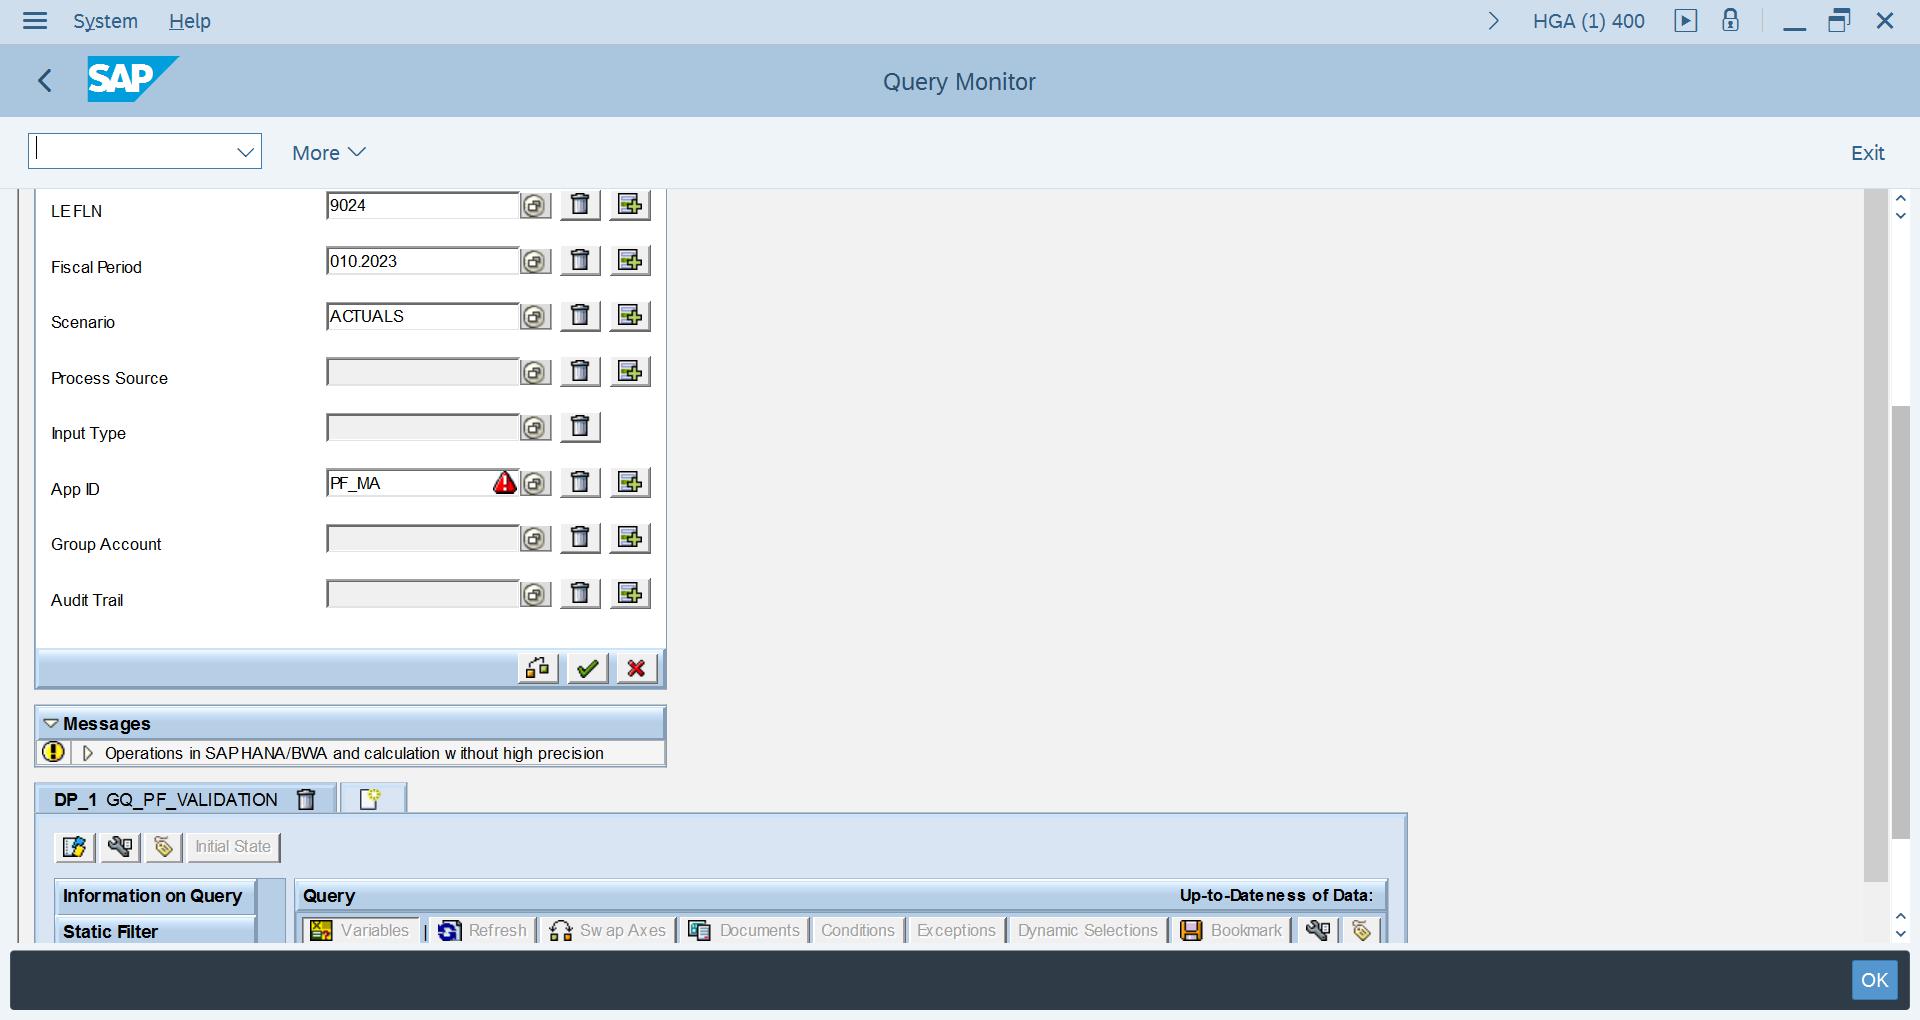 System Help HGA (1) 400
SAP Query Monitor
More Exit
LEFLN 9024
Fiscal Period 010.2023
Scenario ACTUALS
Process Source
Input Type
App ID PF_MA
Group Account
Audit Trail
Messages
Operations in SAP HANA/BWA and calculation without high precision
DP_1 GQ_PF_VALIDATION
Initial State
Information on Query
Static Filter
Query Up-to-Dateness of Data:
Variables | Refresh Swap Axes Documents Conditions Exceptions Dynamic Selections Bookmark
OK